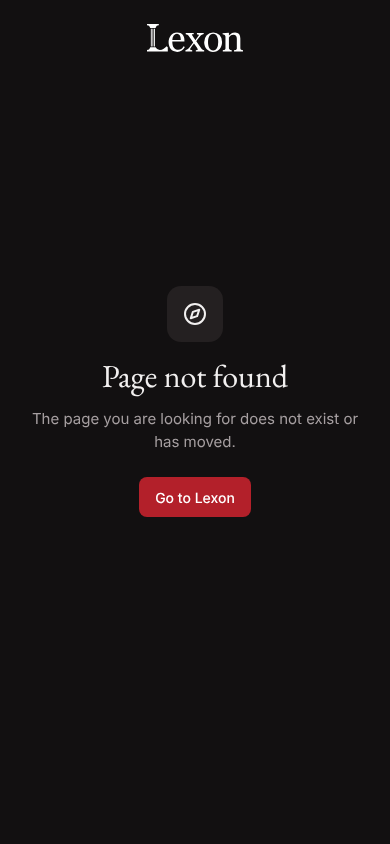 Lexon
Page not found
The page you are looking for does not exist or
has moved.
Go to Lexon